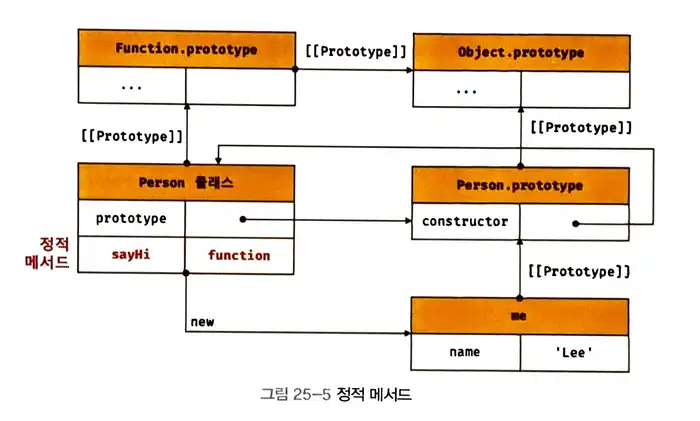 Function.prototype
[[Prototype]]
Object.prototype
...
...
[[Prototype]]
[[Prototype]]
Person 클래스
Person.prototype
prototype
constructor
정적
메서드
sayHi
function
[[Prototype]]
new
me
name
'Lee'
그림 25-5 정적 메서드